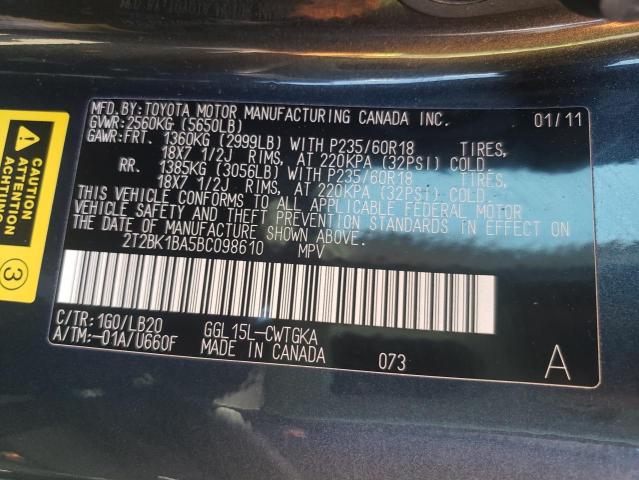 MFD.BY:TOYOTA MOTOR MANUFACTURING CANADA INC. 01/11
GVWR:2560KG (5650LB)
GAWR:FRT. 1360KG (2999LB) WITH P235/60R18 TIRES,
18X7 1/2J RIMS, AT 220KPA (32PSI) COLD.
RR. 1385KG (3056LB) WITH P235/60R18 TIRES,
18X7 1/2J RIMS, AT 220KPA (32PSI) COLD.
THIS VEHICLE CONFORMS TO ALL APPLICABLE FEDERAL MOTOR
VEHICLE SAFETY AND THEFT PREVENTION STANDARDS IN EFFECT ON
THE DATE OF MANUFACTURE SHOWN ABOVE.
2T2BK1BA5BC098610 MPV
C/TR:1G0/LB20 GGL15L-CWTGKA
A/TM:-01A/U660F MADE IN CANADA 073 A
CAUTION
ATTENTION
ACHTUNG
3